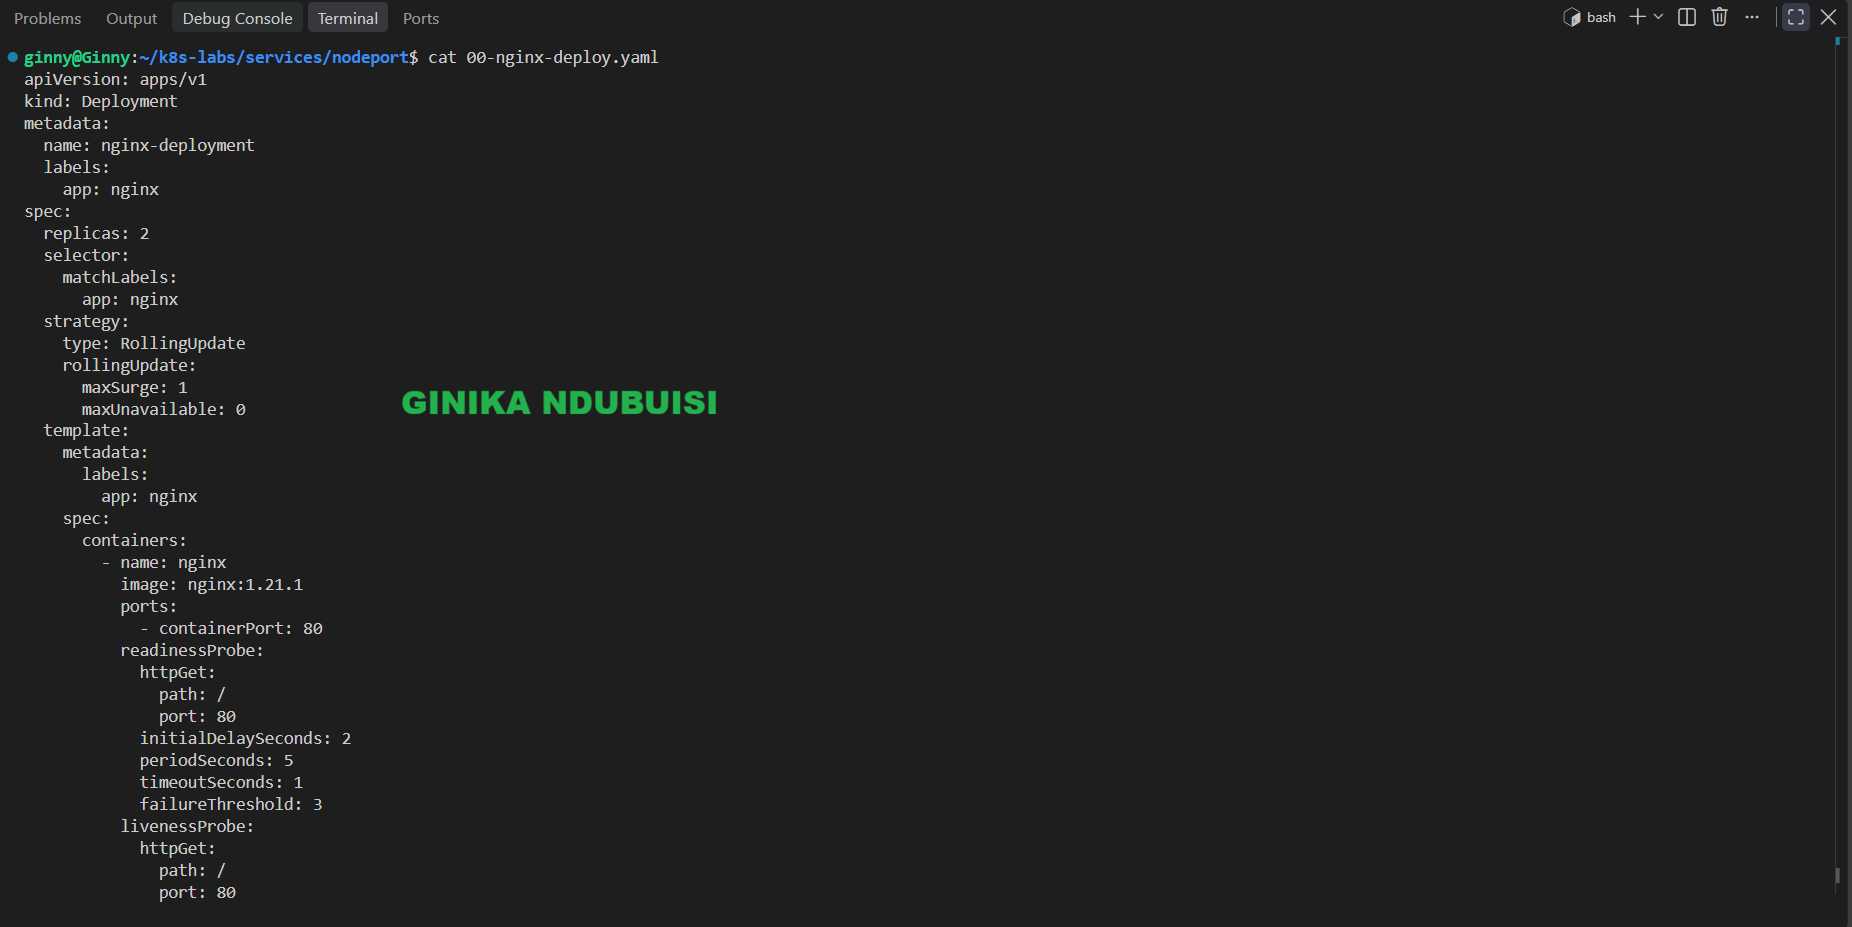 Problems Output Debug Console Terminal Ports bash
ginny@Ginny:~/k8s-labs/services/nodeport$ cat 00-nginx-deploy.yaml
apiVersion: apps/v1
kind: Deployment
metadata:
  name: nginx-deployment
  labels:
    app: nginx
spec:
  replicas: 2
  selector:
    matchLabels:
      app: nginx
  strategy:
    type: RollingUpdate
    rollingUpdate:
      maxSurge: 1
      maxUnavailable: 0
GINIKA NDUBUISI
  template:
    metadata:
      labels:
        app: nginx
    spec:
      containers:
        - name: nginx
          image: nginx:1.21.1
          ports:
            - containerPort: 80
          readinessProbe:
            httpGet:
              path: /
              port: 80
            initialDelaySeconds: 2
            periodSeconds: 5
            timeoutSeconds: 1
            failureThreshold: 3
          livenessProbe:
            httpGet:
              path: /
              port: 80